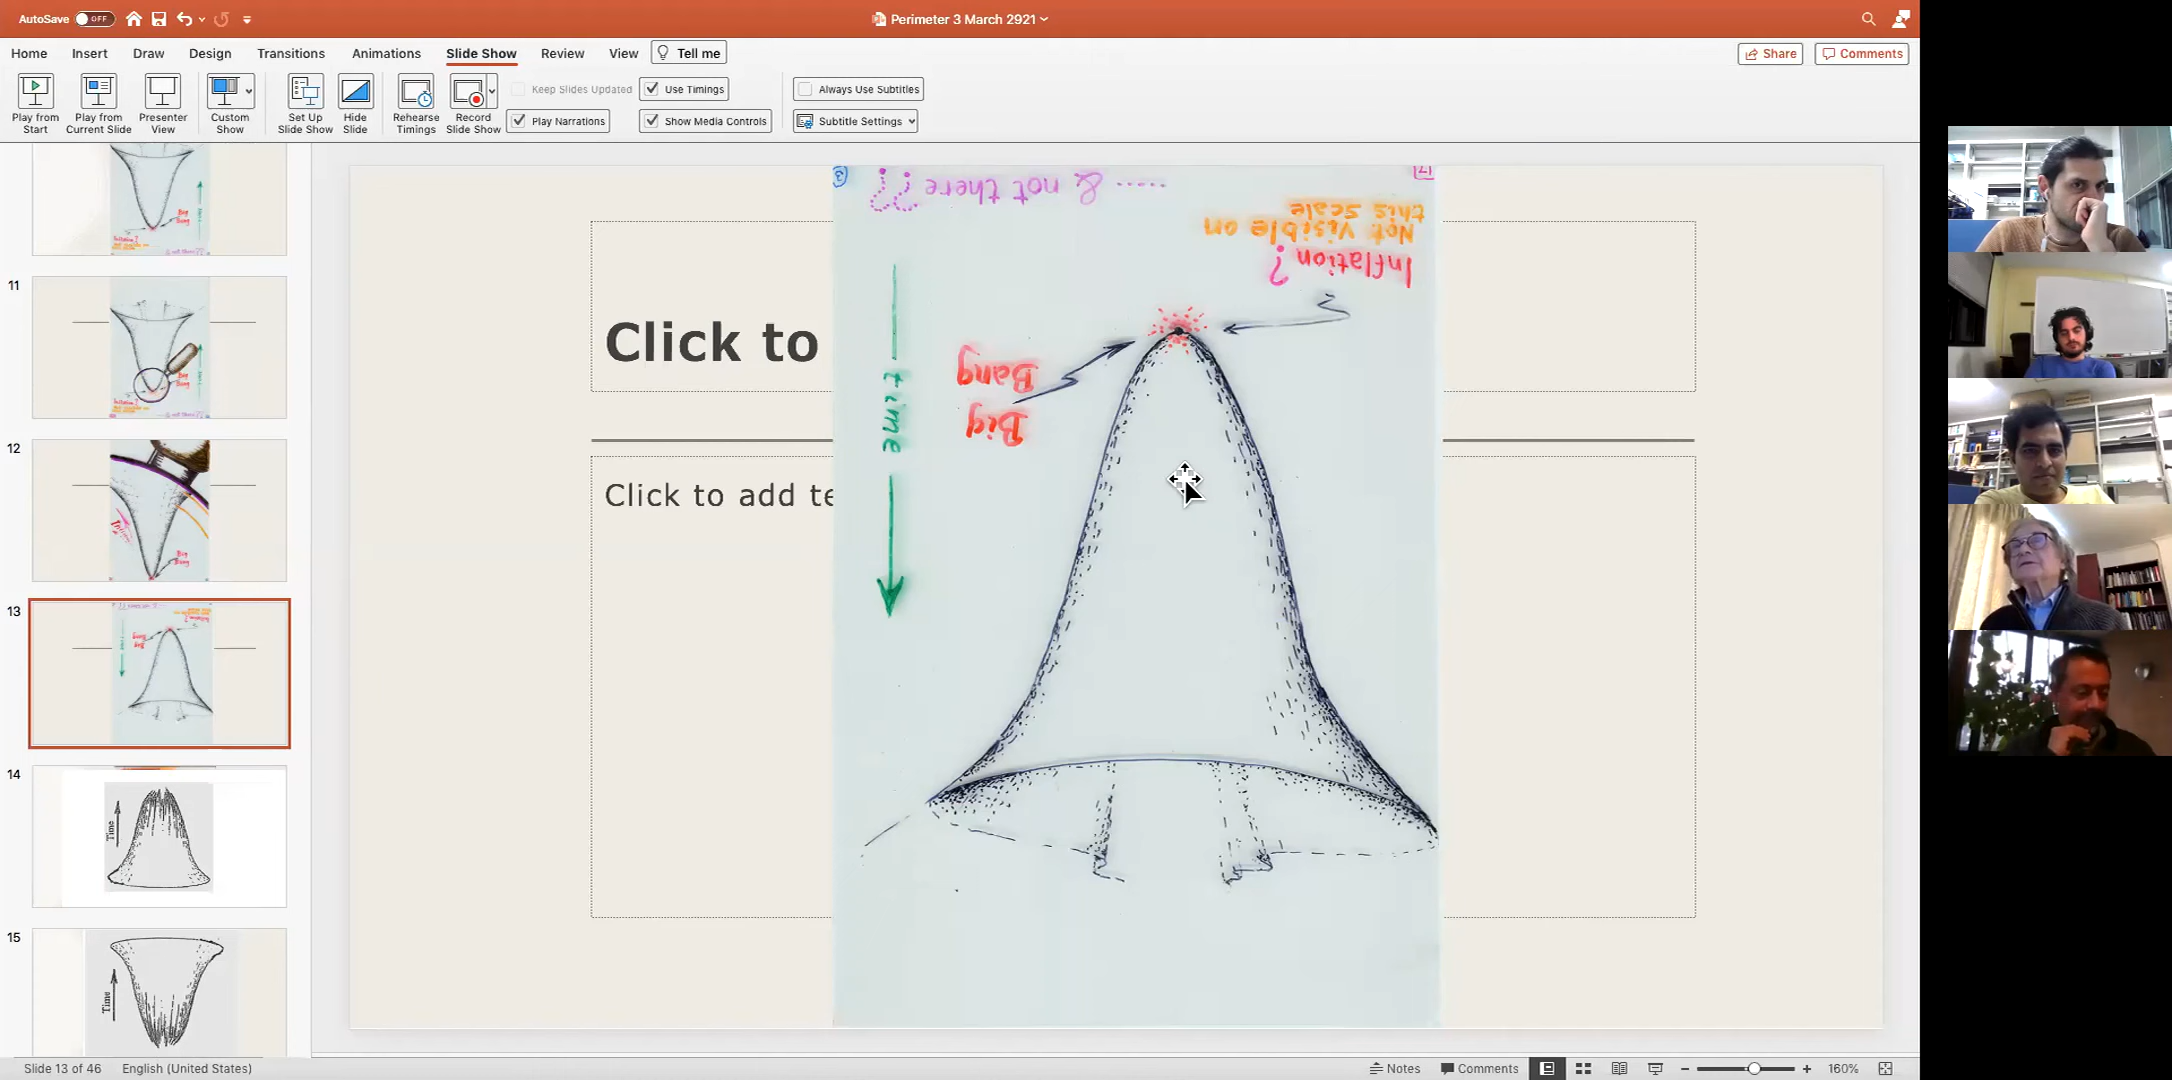 AutoSave OFF
Perimeter 3 March 2921
Home Insert Draw Design Transitions Animations Slide Show Review View Tell me
Share Comments
Play from Start
Play from Current Slide
Presenter View
Custom Show
Set Up Slide Show
Hide Slide
Rehearse Timings
Record Slide Show
Keep Slides Updated
Use Timings
Play Narrations
Show Media Controls
Always Use Subtitles
Subtitle Settings
11
12
13
14
15
Big
Bang
Time
Time
Click to
Click to add te
17
3
..... & not there ??
Inflation?
Not visible on
this scale
Big
Bang
time
Slide 13 of 46
English (United States)
Notes
Comments
160%